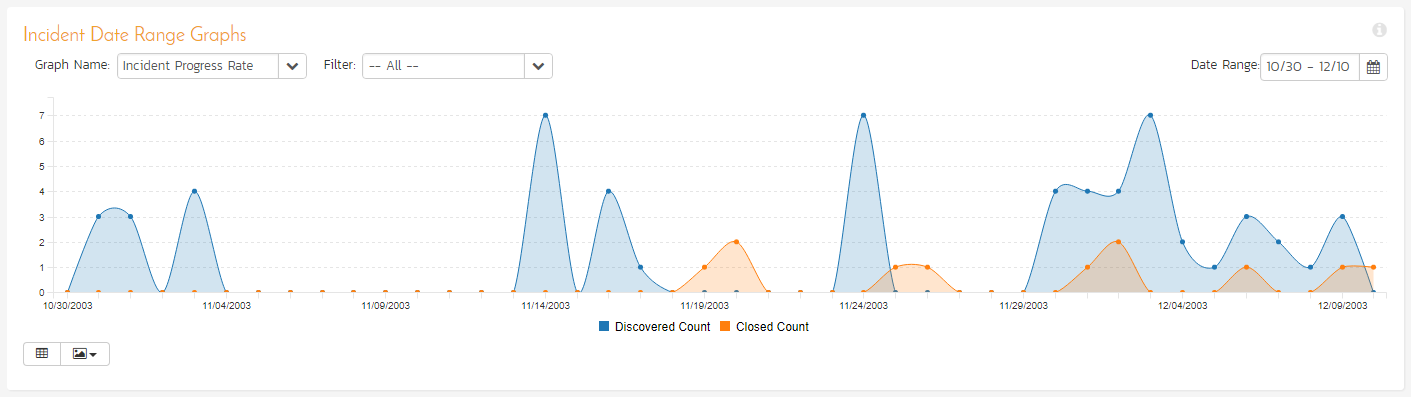 Incident Date Range Graphs
Graph Name: Incident Progress Rate Filter: -- All -- Date Range: 10/30 - 12/10
7
6
5
4
3
2
1
0
10/30/2003 11/04/2003 11/09/2003 11/14/2003 11/19/2003 11/24/2003 11/29/2003 12/04/2003 12/09/2003
Discovered Count Closed Count